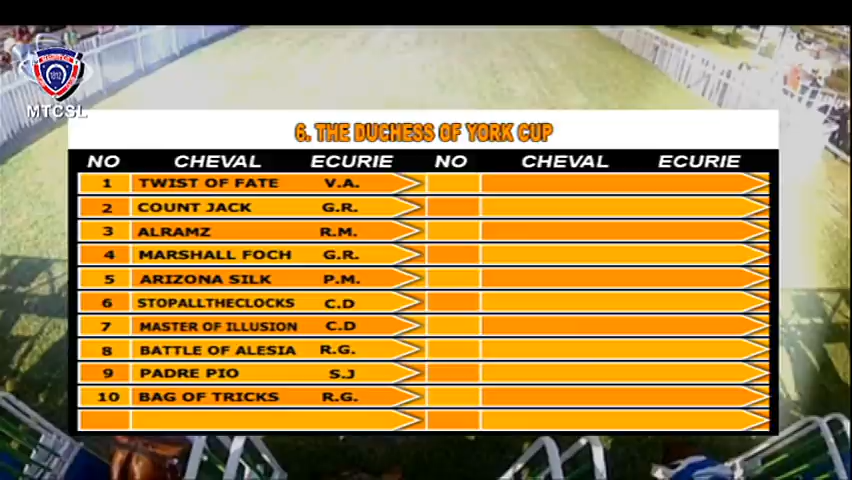 1812
MTCSL
6. THE DUCHESS OF YORK CUP
NO CHEVAL ECURIE NO CHEVAL ECURIE
1 TWIST OF FATE V.A.
2 COUNT JACK G.R.
3 ALRAMZ R.M.
4 MARSHALL FOCH G.R.
5 ARIZONA SILK P.M.
6 STOPALLTHECLOCKS C.D
7 MASTER OF ILLUSION C.D
8 BATTLE OF ALESIA R.G.
9 PADRE PIO S.J
10 BAG OF TRICKS R.G.